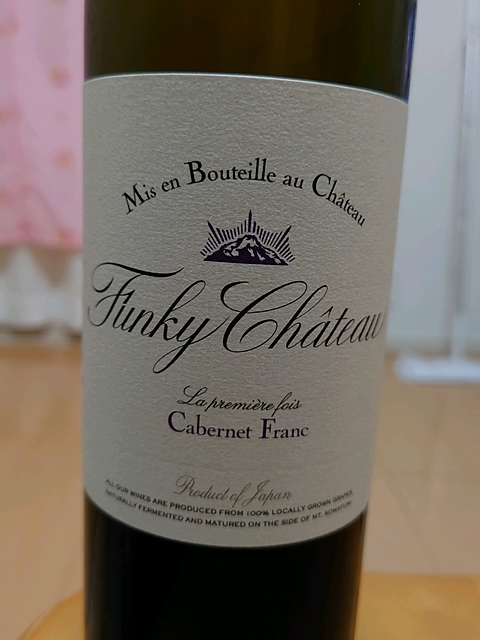 Mis en Bouteille au Château
Funky Château
La première fois
Cabernet Franc
Product of Japan
ALL OUR WINES ARE PRODUCED FROM 100% LOCALLY GROWN GRAPES,
NATURALLY FERMENTED AND MATURED ON THE SIDE OF MT. KOMAYUMI.